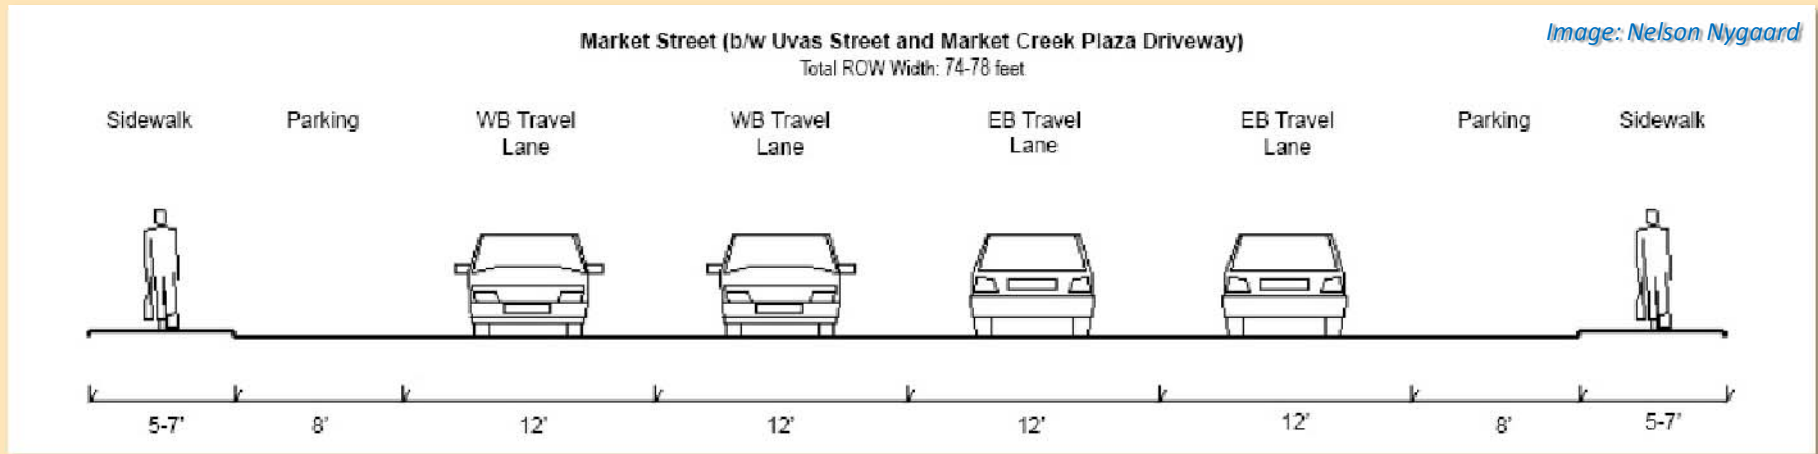 Image: Nelson Nygaard
Market Street (b/w Uvas Street and Market Creek Plaza Driveway)
Total ROW Width: 74-78 feet
Sidewalk Parking WB Travel Lane WB Travel Lane EB Travel Lane EB Travel Lane Parking Sidewalk
5-7' 8' 12' 12' 12' 12' 8' 5-7'